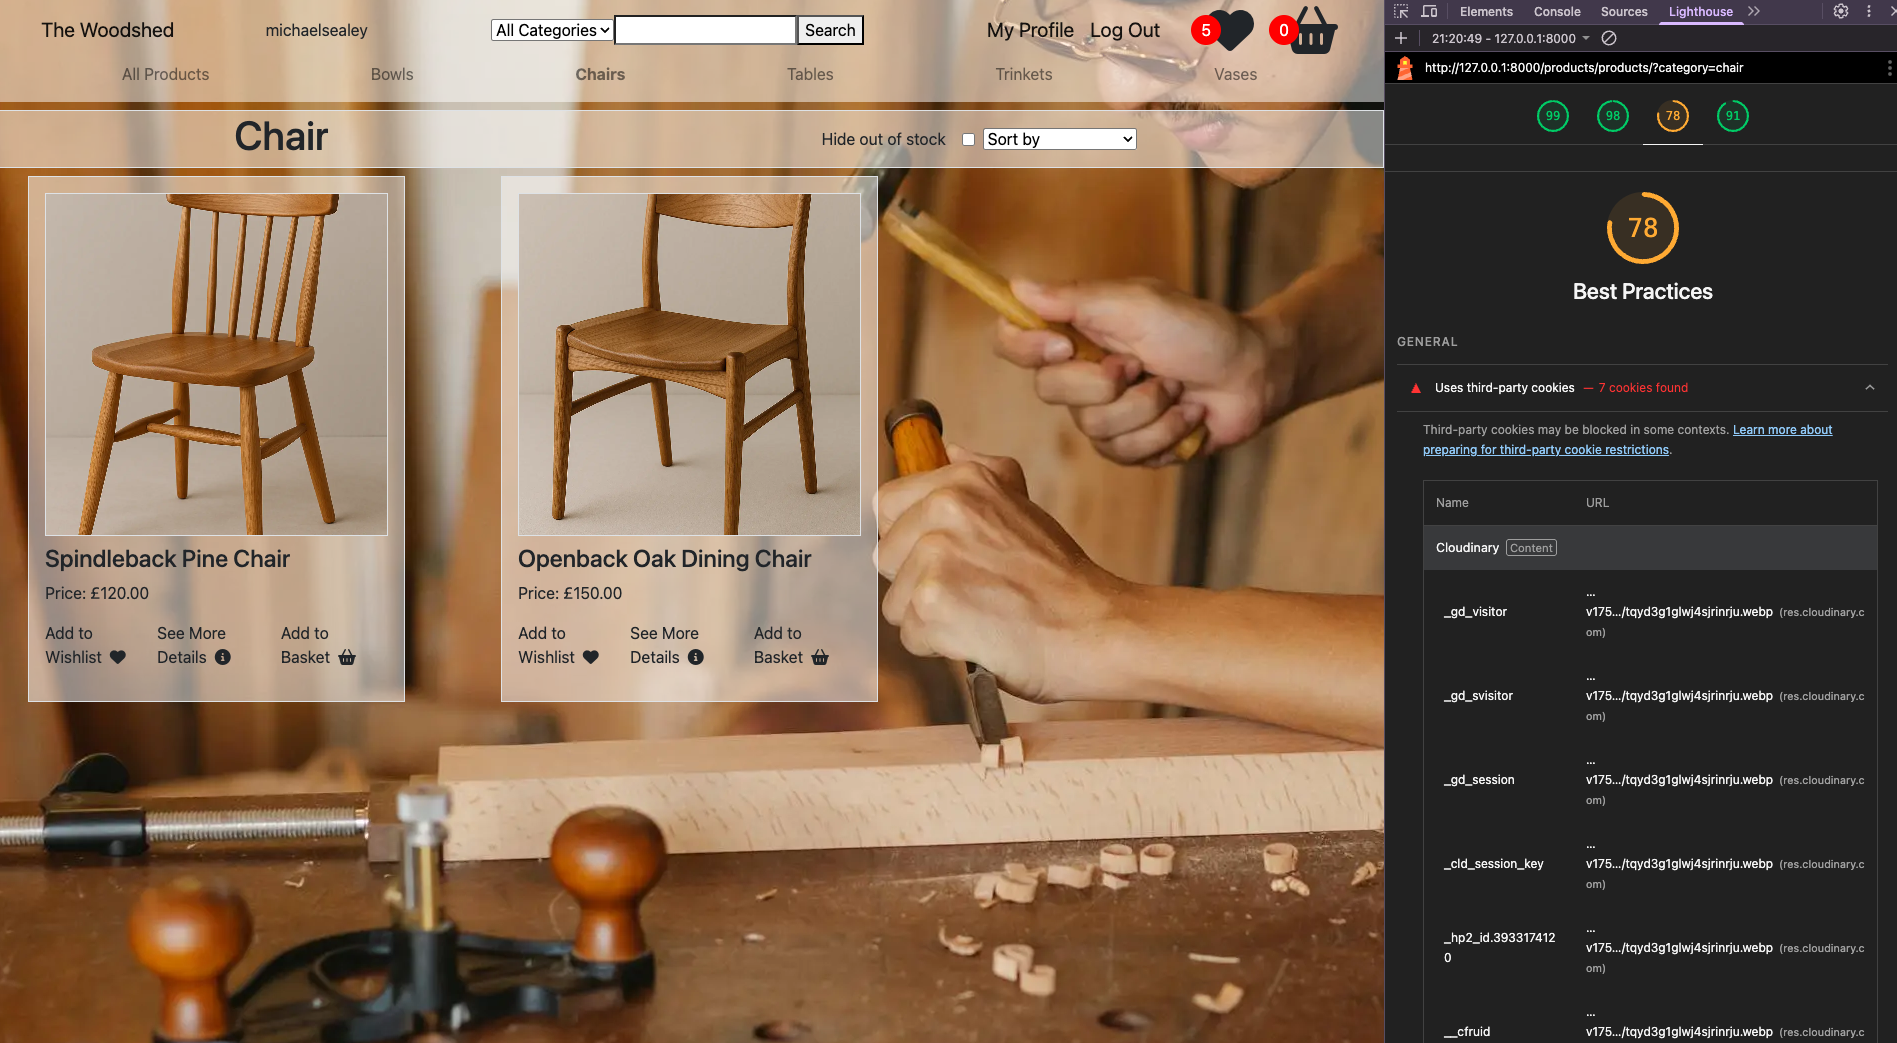 The Woodshed
michaelsealey
All Categories
Search
My Profile
Log Out
5
0
All Products
Bowls
Chairs
Tables
Trinkets
Vases
Chair
Hide out of stock
Sort by
Spindleback Pine Chair
Price: £120.00
Add to
Wishlist
See More
Details
Add to
Basket
Openback Oak Dining Chair
Price: £150.00
Add to
Wishlist
See More
Details
Add to
Basket
Elements
Console
Sources
Lighthouse
21:20:49 - 127.0.0.1:8000
http://127.0.0.1:8000/products/products/?category=chair
99
98
78
91
78
Best Practices
GENERAL
Uses third-party cookies — 7 cookies found
Third-party cookies may be blocked in some contexts. Learn more about
preparing for third-party cookie restrictions.
Name
URL
Cloudinary Content
_gd_visitor
...
v175.../tqyd3g1glwj4sjrinrju.webp (res.cloudinary.c
om)
_gd_svisitor
...
v175.../tqyd3g1glwj4sjrinrju.webp (res.cloudinary.c
om)
_gd_session
...
v175.../tqyd3g1glwj4sjrinrju.webp (res.cloudinary.c
om)
_cld_session_key
...
v175.../tqyd3g1glwj4sjrinrju.webp (res.cloudinary.c
om)
_hp2_id.393317412
0
...
v175.../tqyd3g1glwj4sjrinrju.webp (res.cloudinary.c
om)
__cfruid
...
v175.../tqyd3g1glwj4sjrinrju.webp (res.cloudinary.c